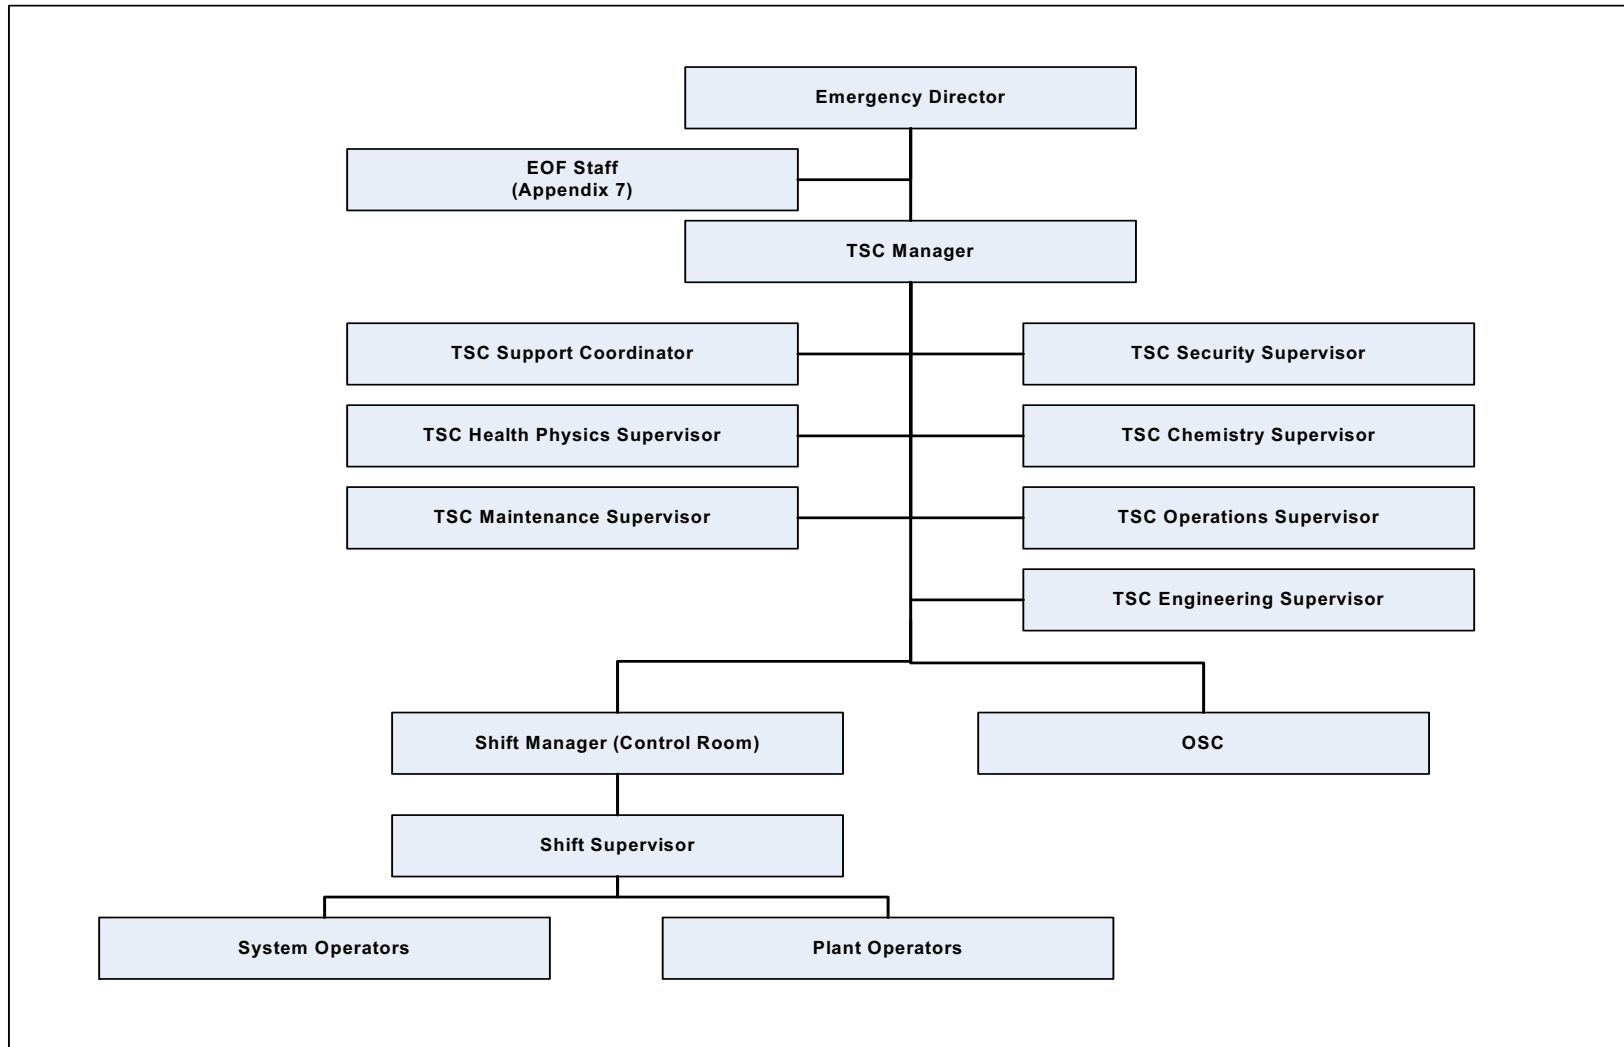 Emergency Director
EOF Staff
(Appendix 7)
TSC Manager
TSC Support Coordinator
TSC Security Supervisor
TSC Health Physics Supervisor
TSC Chemistry Supervisor
TSC Maintenance Supervisor
TSC Operations Supervisor
TSC Engineering Supervisor
Shift Manager (Control Room)
OSC
Shift Supervisor
System Operators
Plant Operators